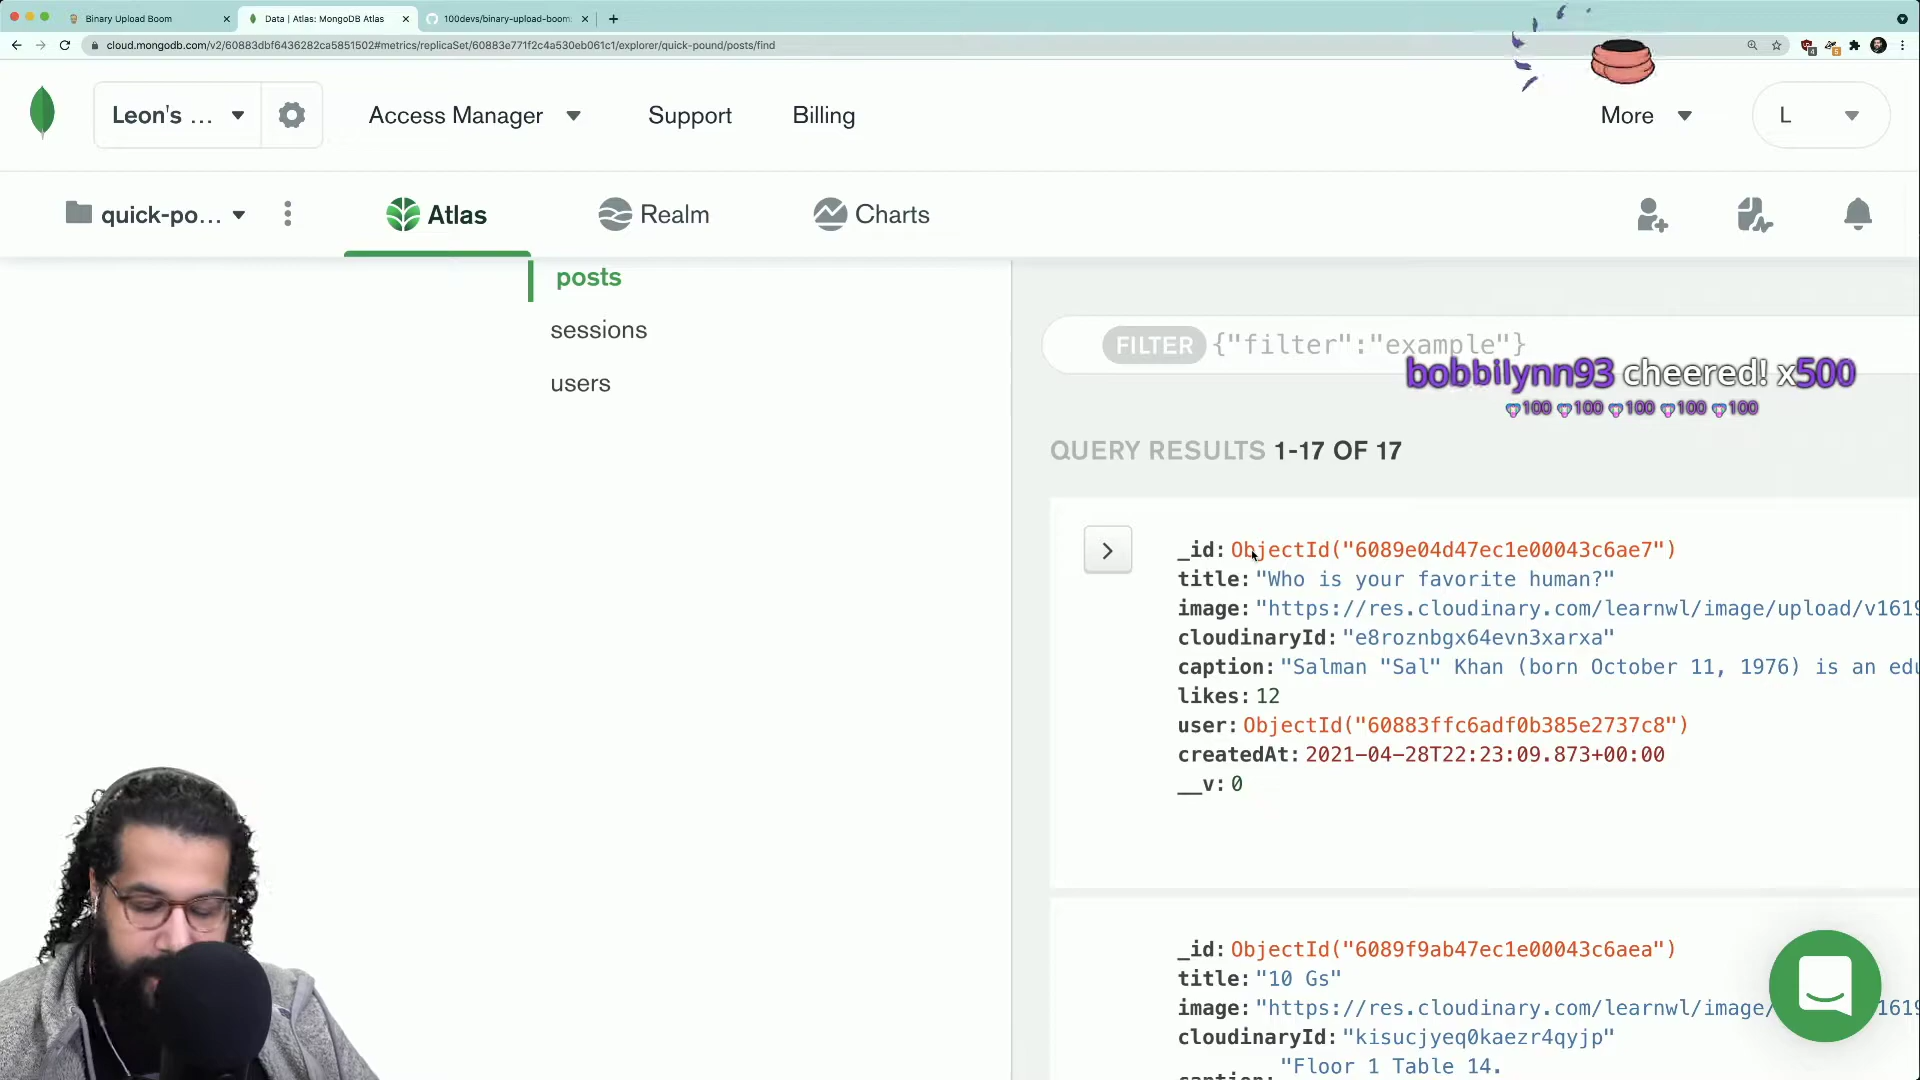 Binary Upload Boom
Data | Atlas: MongoDB Atlas
100devs/binary-upload-boom:
cloud.mongodb.com/v2/60883dbf6436282ca5851502#metrics/replicaSet/60883e771f2c4a530eb061c1/explorer/quick-pound/posts/find
Leon's ...
Access Manager
Support
Billing
More
L
quick-po...
Atlas
Realm
Charts
posts
sessions
users
FILTER {"filter":"example"}
bobbilynn93 cheered! x500
100 100 100 100 100
QUERY RESULTS 1-17 OF 17
_id: ObjectId("6089e04d47ec1e00043c6ae7")
title: "Who is your favorite human?"
image: "https://res.cloudinary.com/learnwl/image/upload/v1619
cloudinaryId: "e8roznbgx64evn3xarxa"
caption: "Salman "Sal" Khan (born October 11, 1976) is an edu
likes: 12
user: ObjectId("60883ffc6adf0b385e2737c8")
createdAt: 2021-04-28T22:23:09.873+00:00
__v: 0
_id: ObjectId("6089f9ab47ec1e00043c6aea")
title: "10 Gs"
image: "https://res.cloudinary.com/learnwl/image/
cloudinaryId: "kisucjyeq0kaezr4qyjp"
"Floor 1 Table 14.
caption: